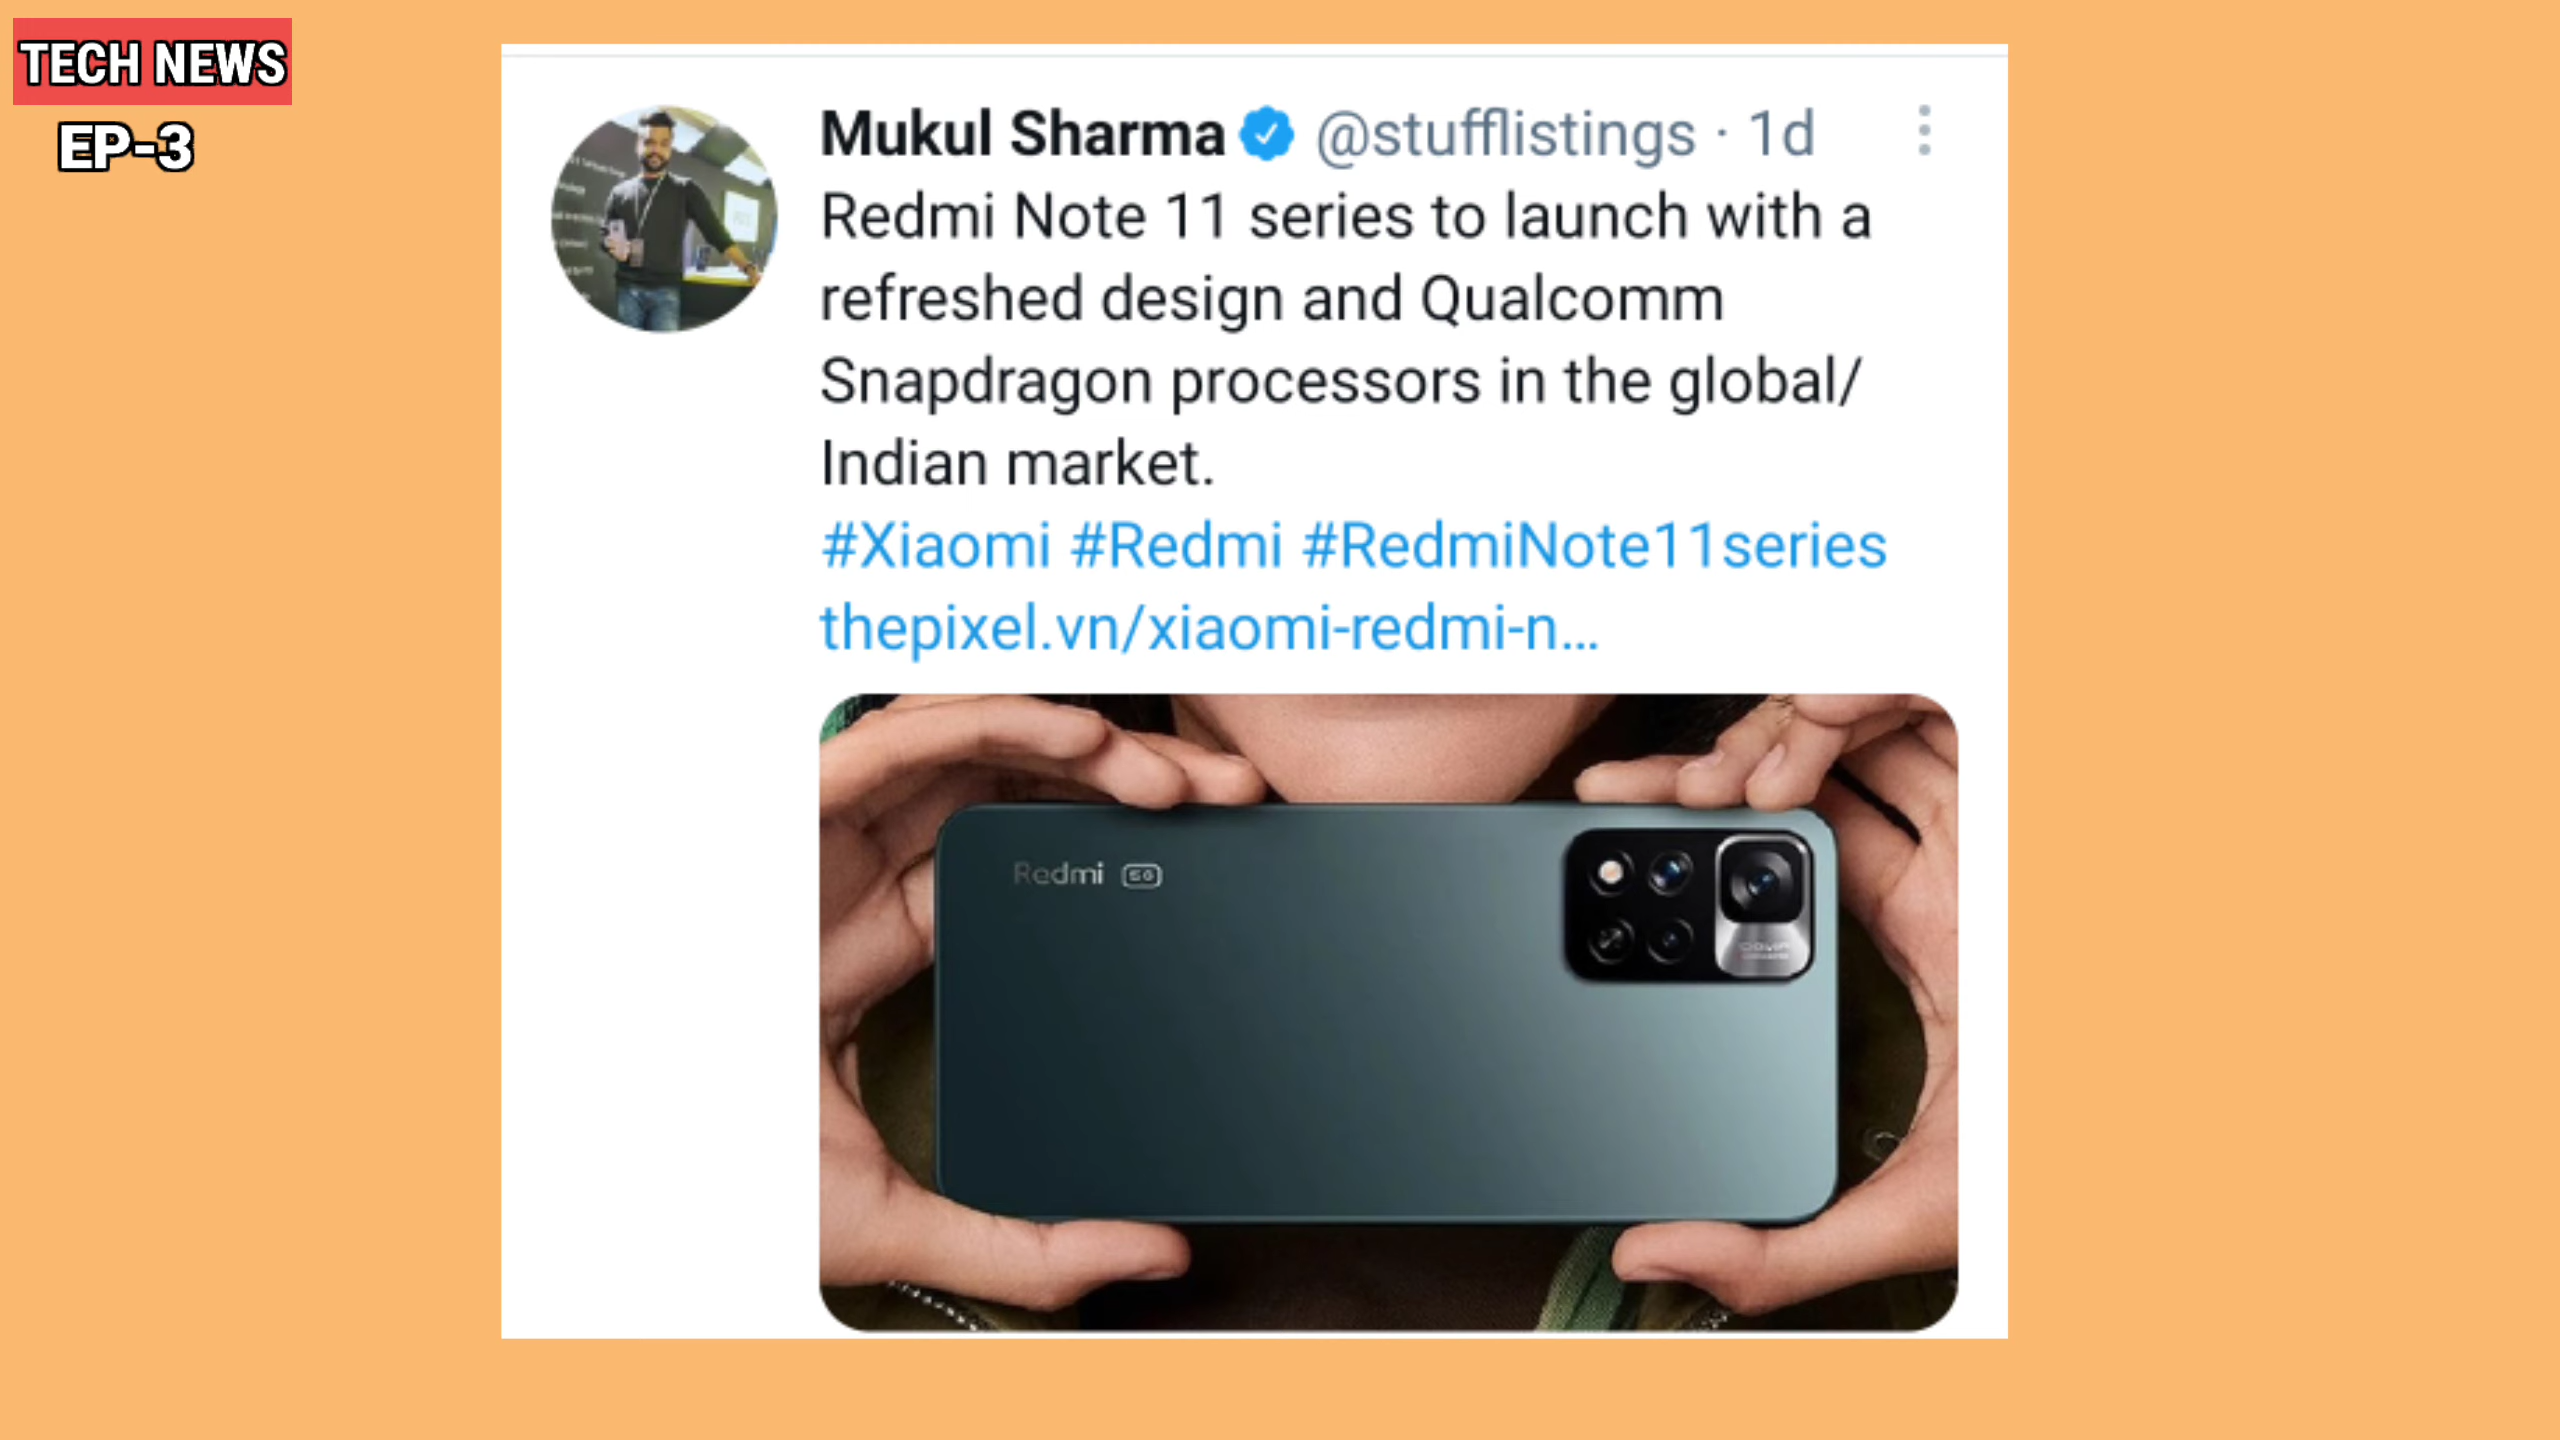 TECH NEWS
EP-3
Mukul Sharma @stufflistings · 1d
Redmi Note 11 series to launch with a
refreshed design and Qualcomm
Snapdragon processors in the global/
Indian market.
#Xiaomi #Redmi #RedmiNote11series
thepixel.vn/xiaomi-redmi-n...
Redmi 5G